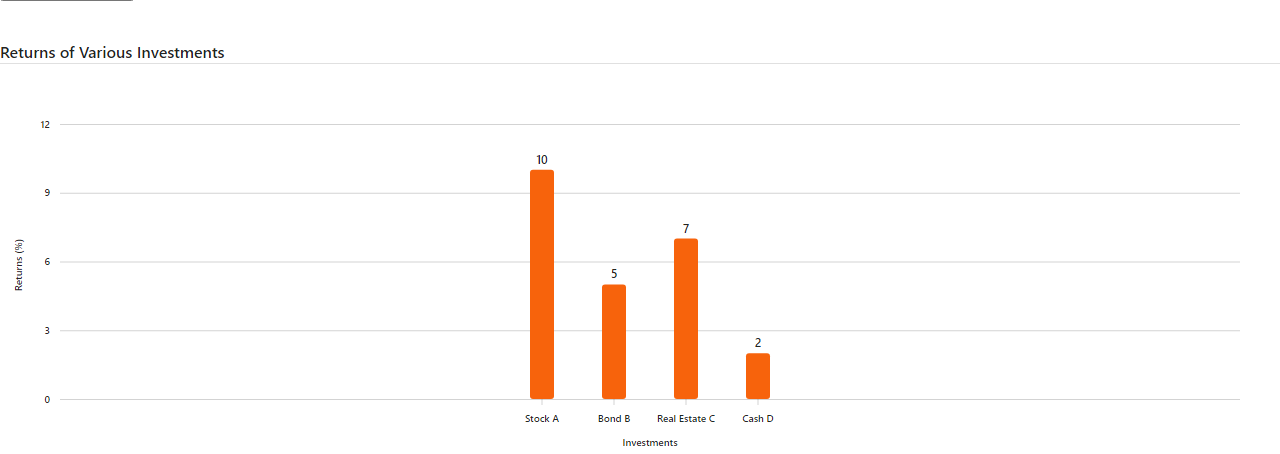 Returns of Various Investments
12
10
9
7
Returns (%)
6
5
3
2
0
Stock A Bond B Real Estate C Cash D
Investments